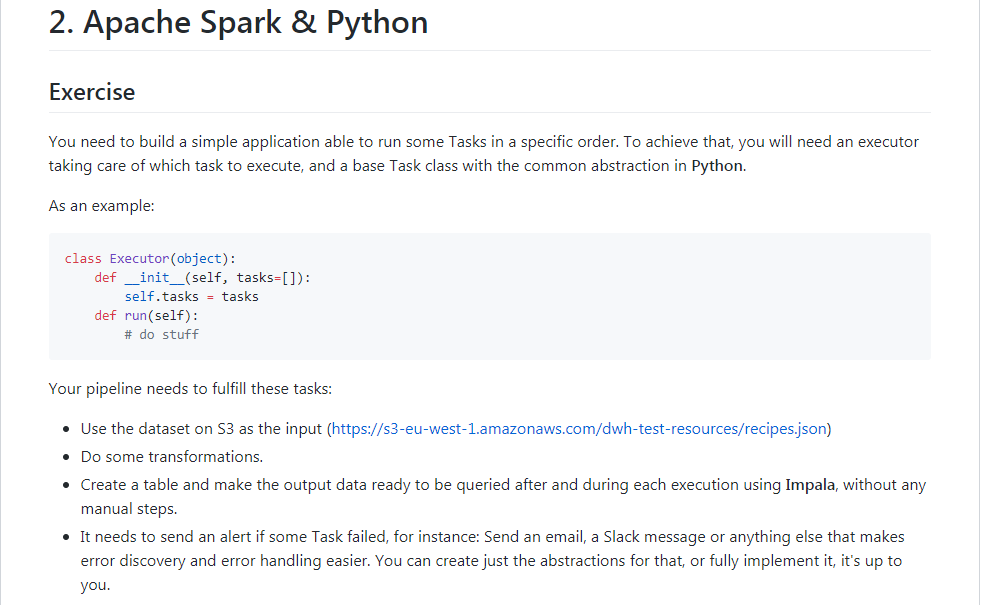 2. Apache Spark & Python
Exercise
You need to build a simple application able to run some Tasks in a specific order. To achieve that, you will need an executor
taking care of which task to execute, and a base Task class with the common abstraction in Python.
As an example:
class Executor(object):
    def __init__(self, tasks=[]):
        self.tasks = tasks
    def run(self):
        # do stuff
Your pipeline needs to fulfill these tasks:
• Use the dataset on S3 as the input (https://s3-eu-west-1.amazonaws.com/dwh-test-resources/recipes.json)
• Do some transformations.
• Create a table and make the output data ready to be queried after and during each execution using Impala, without any
manual steps.
• It needs to send an alert if some Task failed, for instance: Send an email, a Slack message or anything else that makes
error discovery and error handling easier. You can create just the abstractions for that, or fully implement it, it's up to
you.